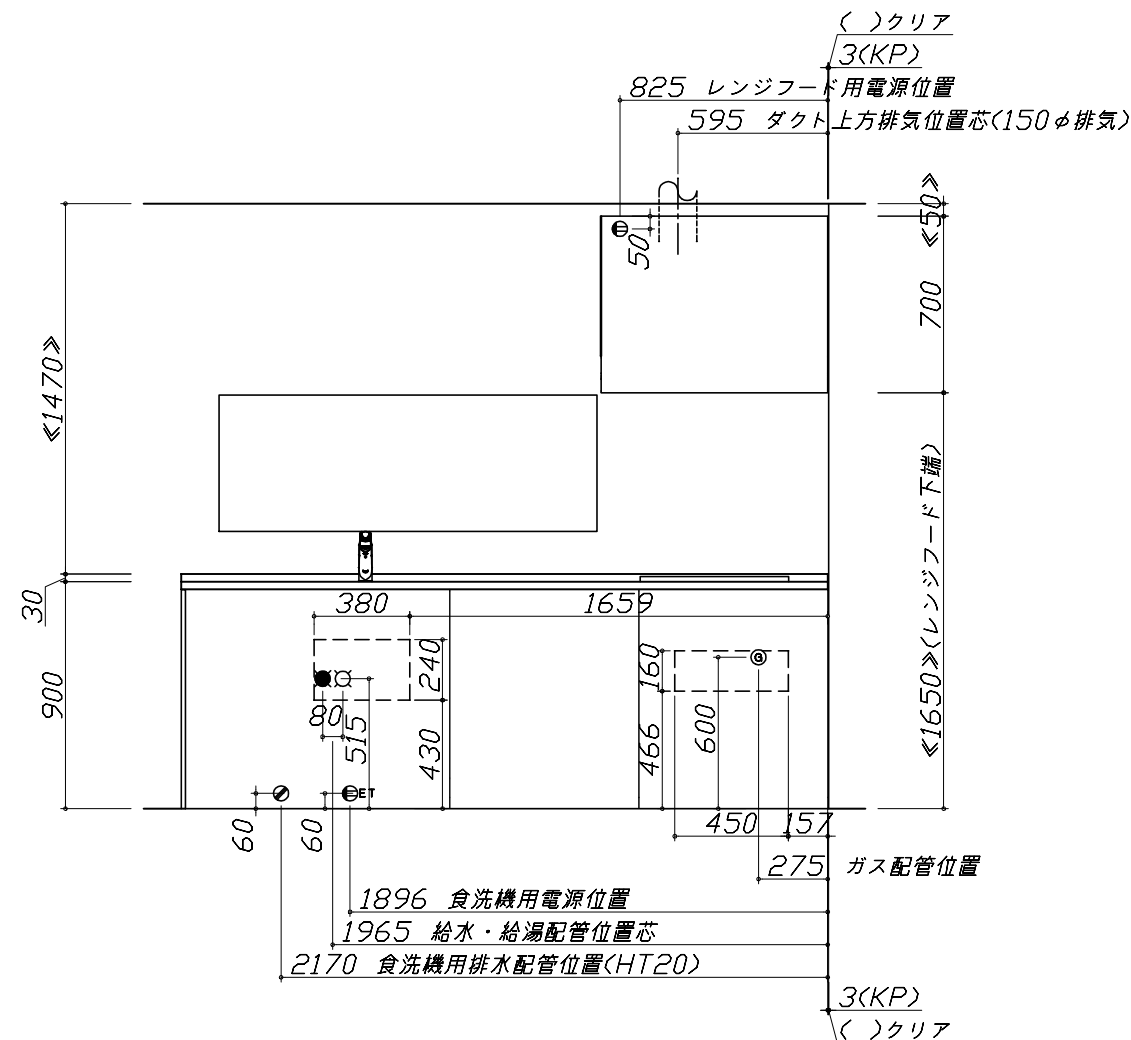 ( )クリア
3(KP)
825 レンジフード用電源位置
595 ダクト上方排気位置芯(150φ排気)
≪50≫
50
700
≪1470≫
≪1650≫(レンジフード下端)
30
900
380
1659
240
160
80
515
430
600
466
ET
G
60
60
450
157
275 ガス配管位置
1896 食洗機用電源位置
1965 給水・給湯配管位置芯
2170 食洗機用排水配管位置(HT20)
3(KP)
( )クリア